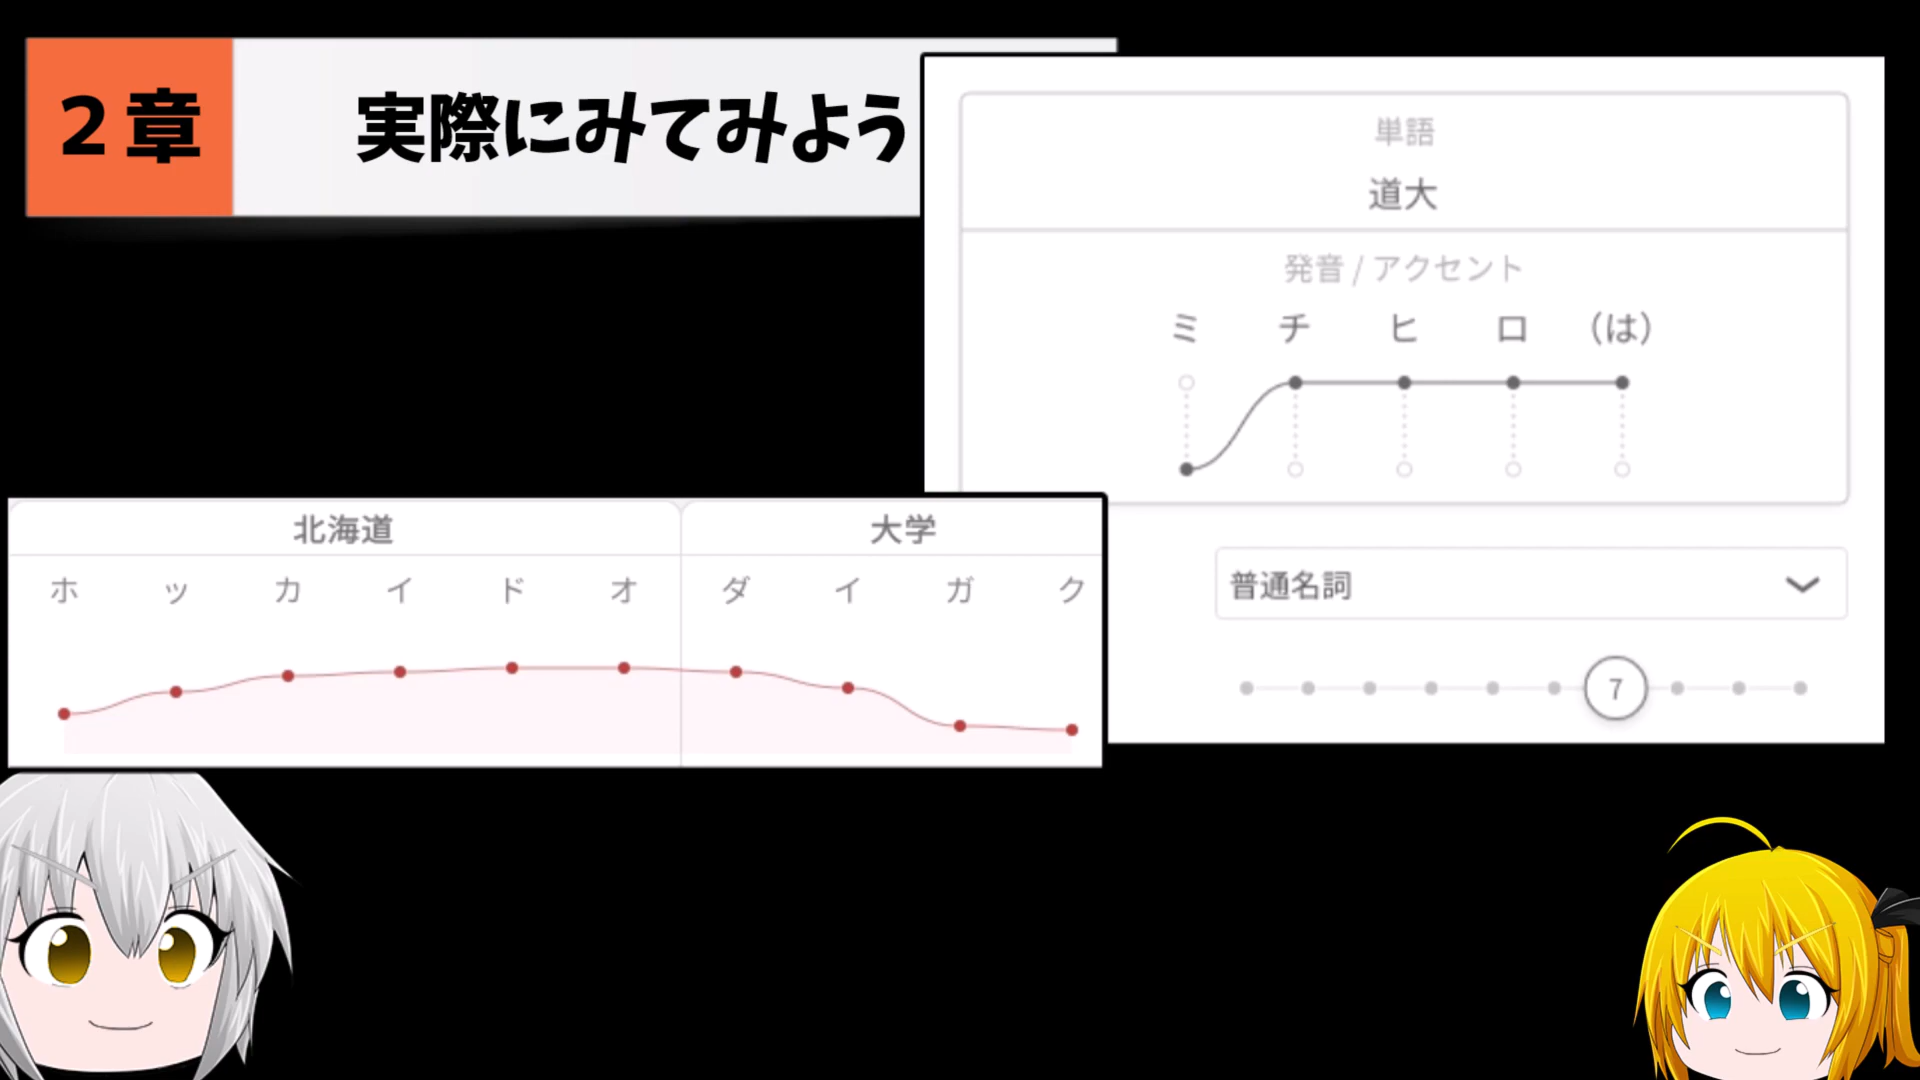 2章 実際にみてみよう
単語
道大
発音 / アクセント
ミ チ ヒ ロ (は)
普通名詞
7
北海道 大学
ホ ッ カ イ ド オ ダ イ ガ ク